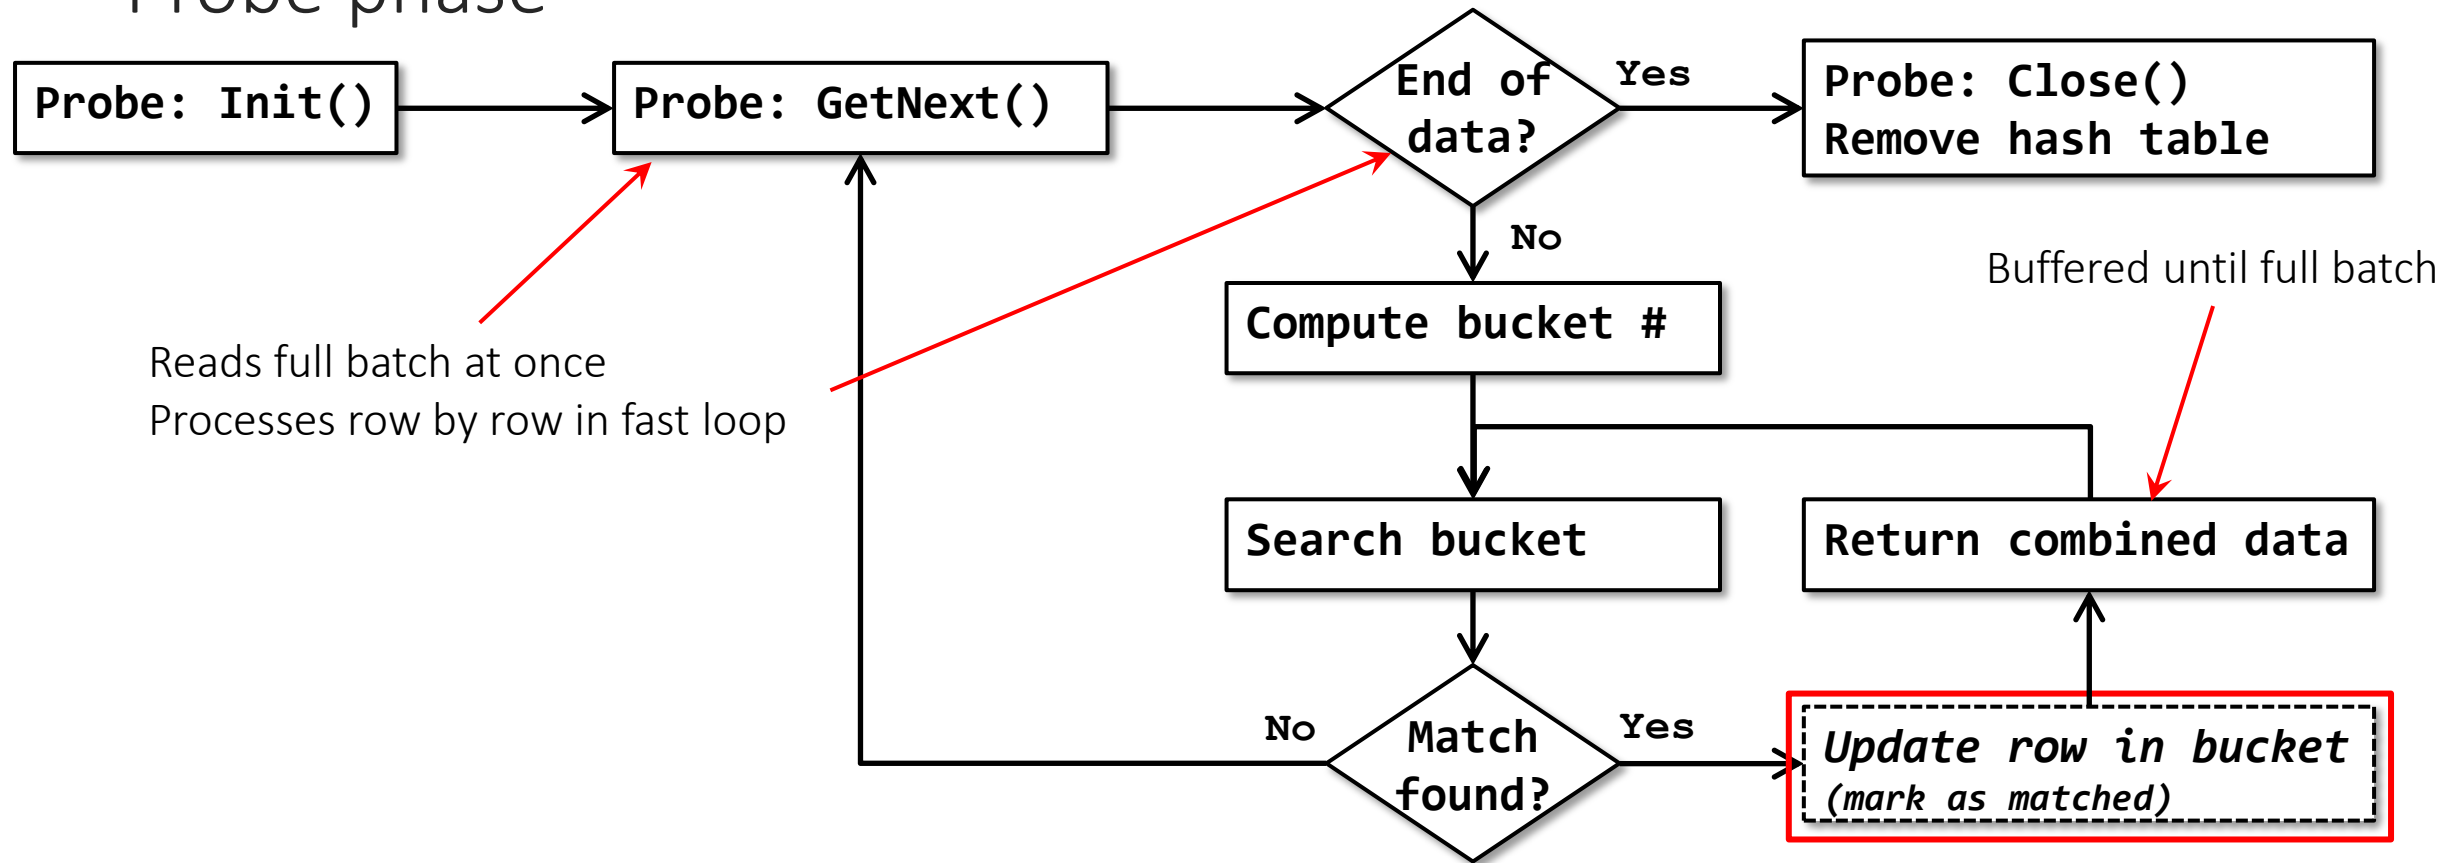 Probe phase
Probe: Init()
Probe: GetNext()
End of
data?
Yes
Probe: Close()
Remove hash table
No
Buffered until full batch
Compute bucket #
Reads full batch at once
Processes row by row in fast loop
Search bucket
Return combined data
No
Match
found?
Yes
Update row in bucket
(mark as matched)